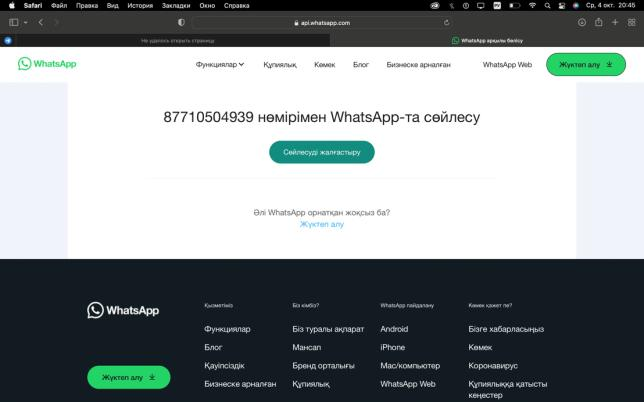 Safari Файл Правка Вид История Закладки Окно Справка
РУ
Ср, 4 окт. 20:45
api.whatsapp.com
Не удалось открыть страницу
WhatsApp арқылы бөлісу
WhatsApp
Функциялар Құпиялық Көмек Блог Бизнеске арналған WhatsApp Web Жүктеп алу
87710504939 нөмірімен WhatsApp-та сөйлесу
Сөйлесуді жалғастыру
Әлі WhatsApp орнатқан жоқсыз ба?
Жүктеп алу
WhatsApp
Жүктеп алу
Қызметіміз
Функциялар
Блог
Қауіпсіздік
Бизнеске арналған
Біз кімбіз?
Біз туралы ақпарат
Мансап
Бренд орталығы
Құпиялық
WhatsApp пайдалану
Android
iPhone
Mac/компьютер
WhatsApp Web
Көмек қажет пе?
Бізге хабарласыңыз
Көмек
Коронавирус
Құпиялыққа қатысты
кеңестер